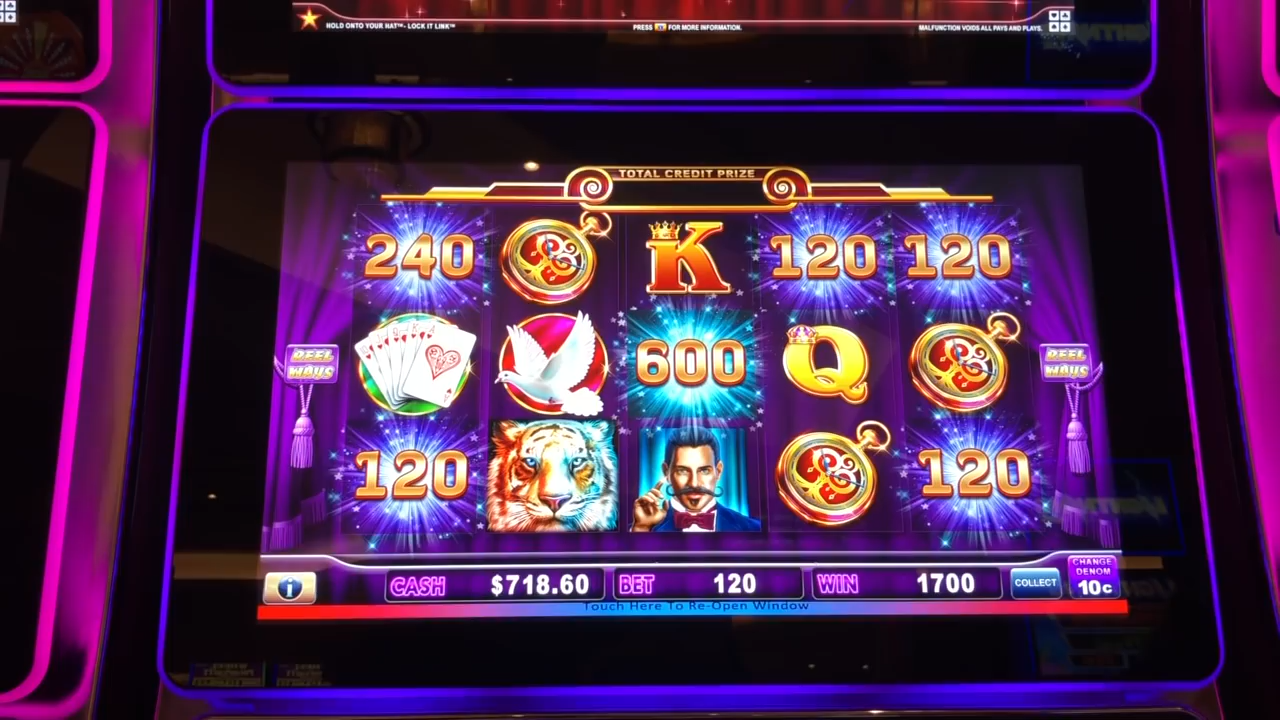 HOLD ONTO YOUR HAT™- LOCK IT LINK™ PRESS FOR MORE INFORMATION. MALFUNCTION VOIDS ALL PAYS AND PLAYS.
TOTAL CREDIT PRIZE
240 K 120 120
REEL WAYS 600 Q REEL WAYS
120 120
CASH $718.60 BET 120 WIN 1700 COLLECT CHANGE DENOM 10¢
Touch Here To Re-Open Window